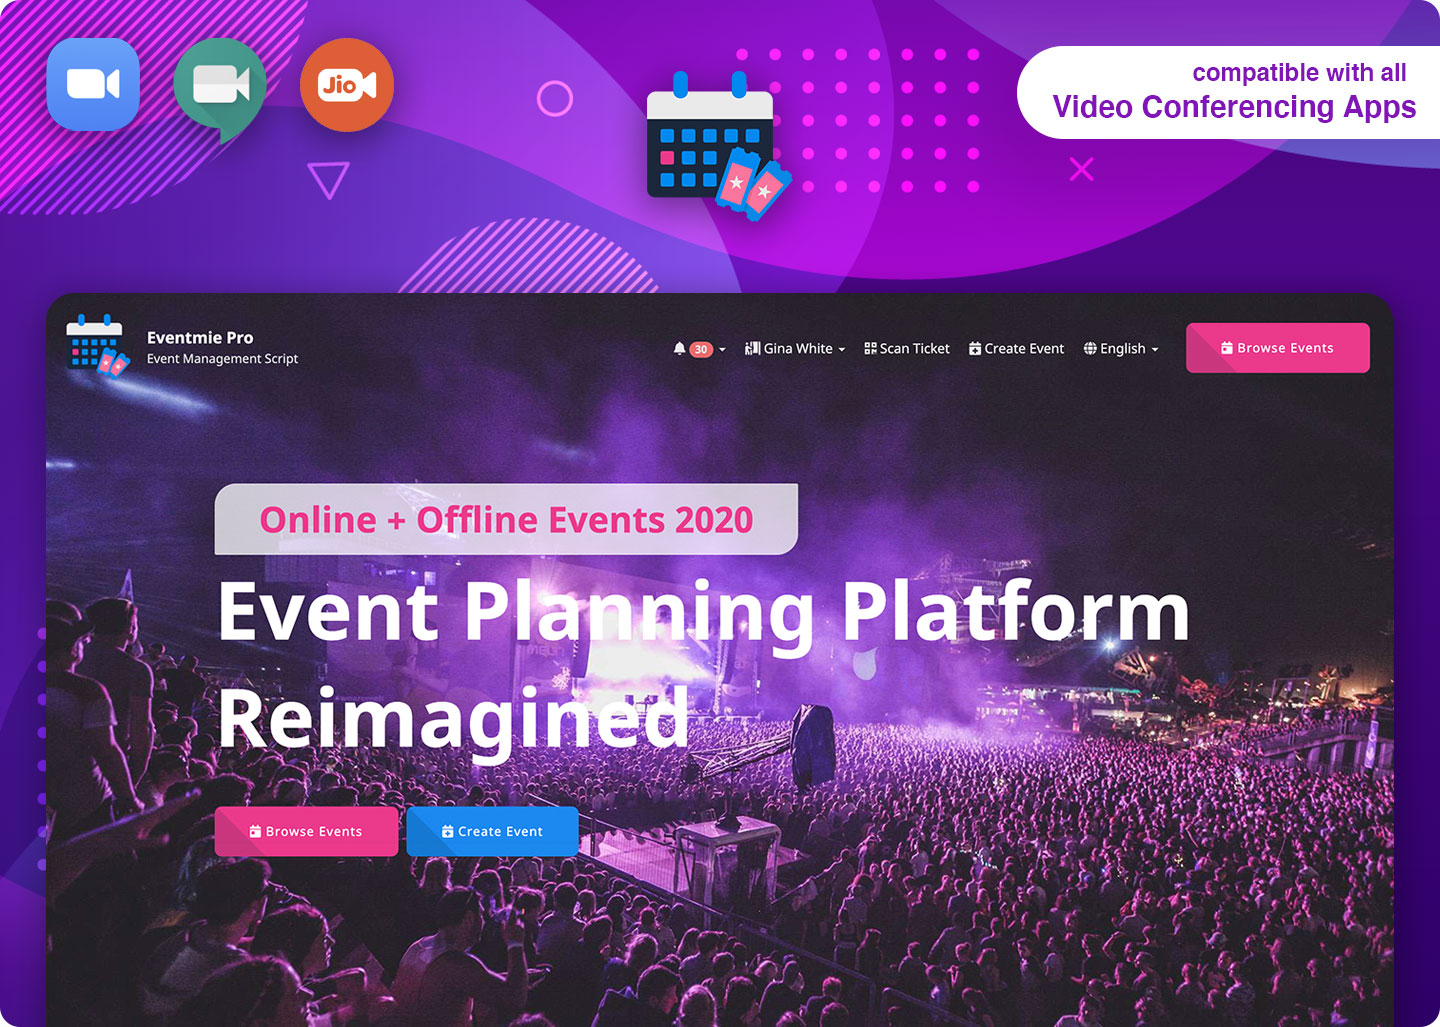 Jio
compatible with all
Video Conferencing Apps
Eventmie Pro
Event Management Script
30
Gina White
Scan Ticket
Create Event
English
Browse Events
Online + Offline Events 2020
Event Planning Platform
Reimagined
Browse Events
Create Event